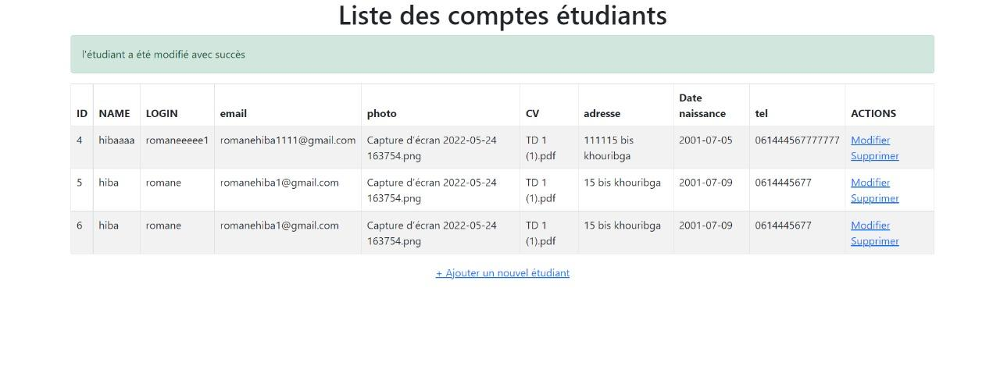 Liste des comptes étudiants
l'étudiant a été modifié avec succès
ID NAME LOGIN email photo CV adresse Date naissance tel ACTIONS
4 hibaaaa romaneeeee1 romanehiba1111@gmail.com Capture d'écran 2022-05-24 TD 1 111115 bis 2001-07-05 061444567777777 Modifier
163754.png (1).pdf khouribga Supprimer
5 hiba romane romanehiba1@gmail.com Capture d'écran 2022-05-24 TD 1 15 bis khouribga 2001-07-09 0614445677 Modifier
163754.png (1).pdf Supprimer
6 hiba romane romanehiba1@gmail.com Capture d'écran 2022-05-24 TD 1 15 bis khouribga 2001-07-09 0614445677 Modifier
163754.png (1).pdf Supprimer
+ Ajouter un nouvel étudiant